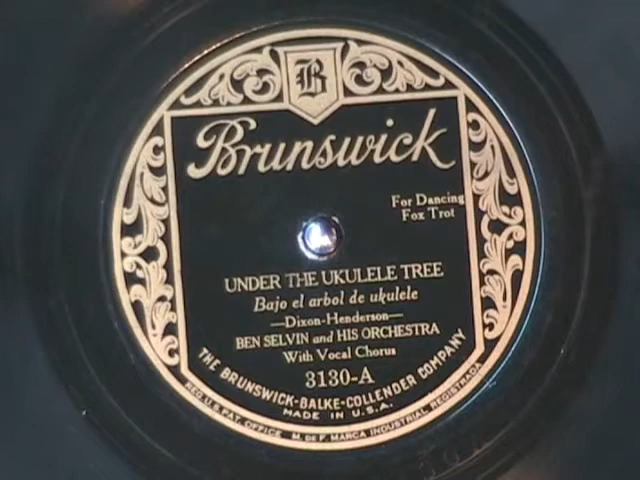 B
Brunswick
For Dancing
Fox Trot
UNDER THE UKULELE TREE
Bajo el arbol de ukulele
—Dixon-Henderson—
BEN SELVIN and HIS ORCHESTRA
With Vocal Chorus
3130-A
THE BRUNSWICK-BALKE-COLLENDER COMPANY
MADE IN U.S.A.
REG. U.S. PAT. OFFICE M. DE F. MARCA INDUSTRIAL REGISTRADA